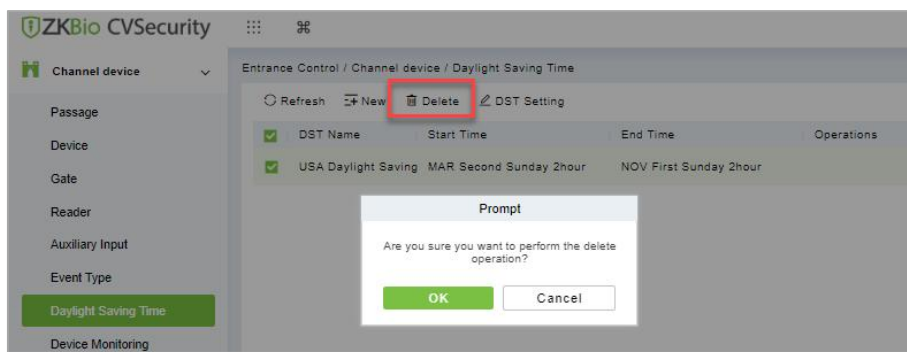 ZKBio CVSecurity
Channel device
Entrance Control / Channel device / Daylight Saving Time
Refresh New Delete DST Setting
Passage
Device
Gate
Reader
Auxiliary Input
Event Type
Daylight Saving Time
Device Monitoring
DST Name Start Time End Time Operations
USA Daylight Saving MAR Second Sunday 2hour NOV First Sunday 2hour
Prompt
Are you sure you want to perform the delete
operation?
OK Cancel